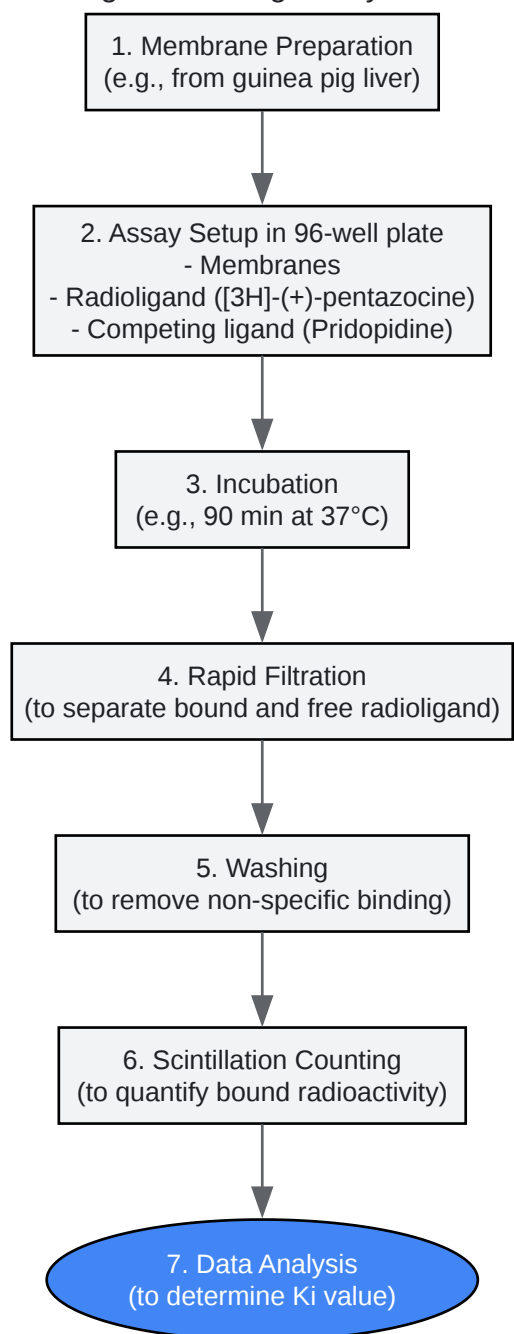 1. Membrane Preparation
(e.g., from guinea pig liver)
2. Assay Setup in 96-well plate
- Membranes
- Radioligand ([3H]-(+)-pentazocine)
- Competing ligand (Pridopidine)
3. Incubation
(e.g., 90 min at 37°C)
4. Rapid Filtration
(to separate bound and free radioligand)
5. Washing
(to remove non-specific binding)
6. Scintillation Counting
(to quantify bound radioactivity)
7. Data Analysis
(to determine Ki value)